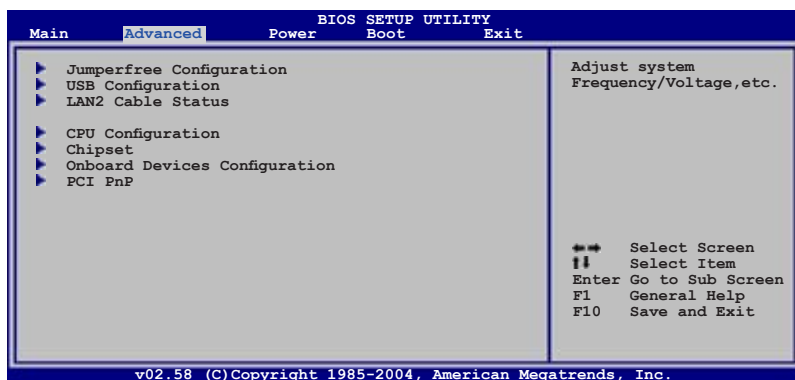 BIOS SETUP UTILITY
Main Advanced Power Boot Exit
Jumperfree Configuration
USB Configuration
LAN2 Cable Status
CPU Configuration
Chipset
Onboard Devices Configuration
PCI PnP
Adjust system
Frequency/Voltage,etc.
Select Screen
Select Item
Enter Go to Sub Screen
F1 General Help
F10 Save and Exit
v02.58 (C)Copyright 1985-2004, American Megatrends, Inc.